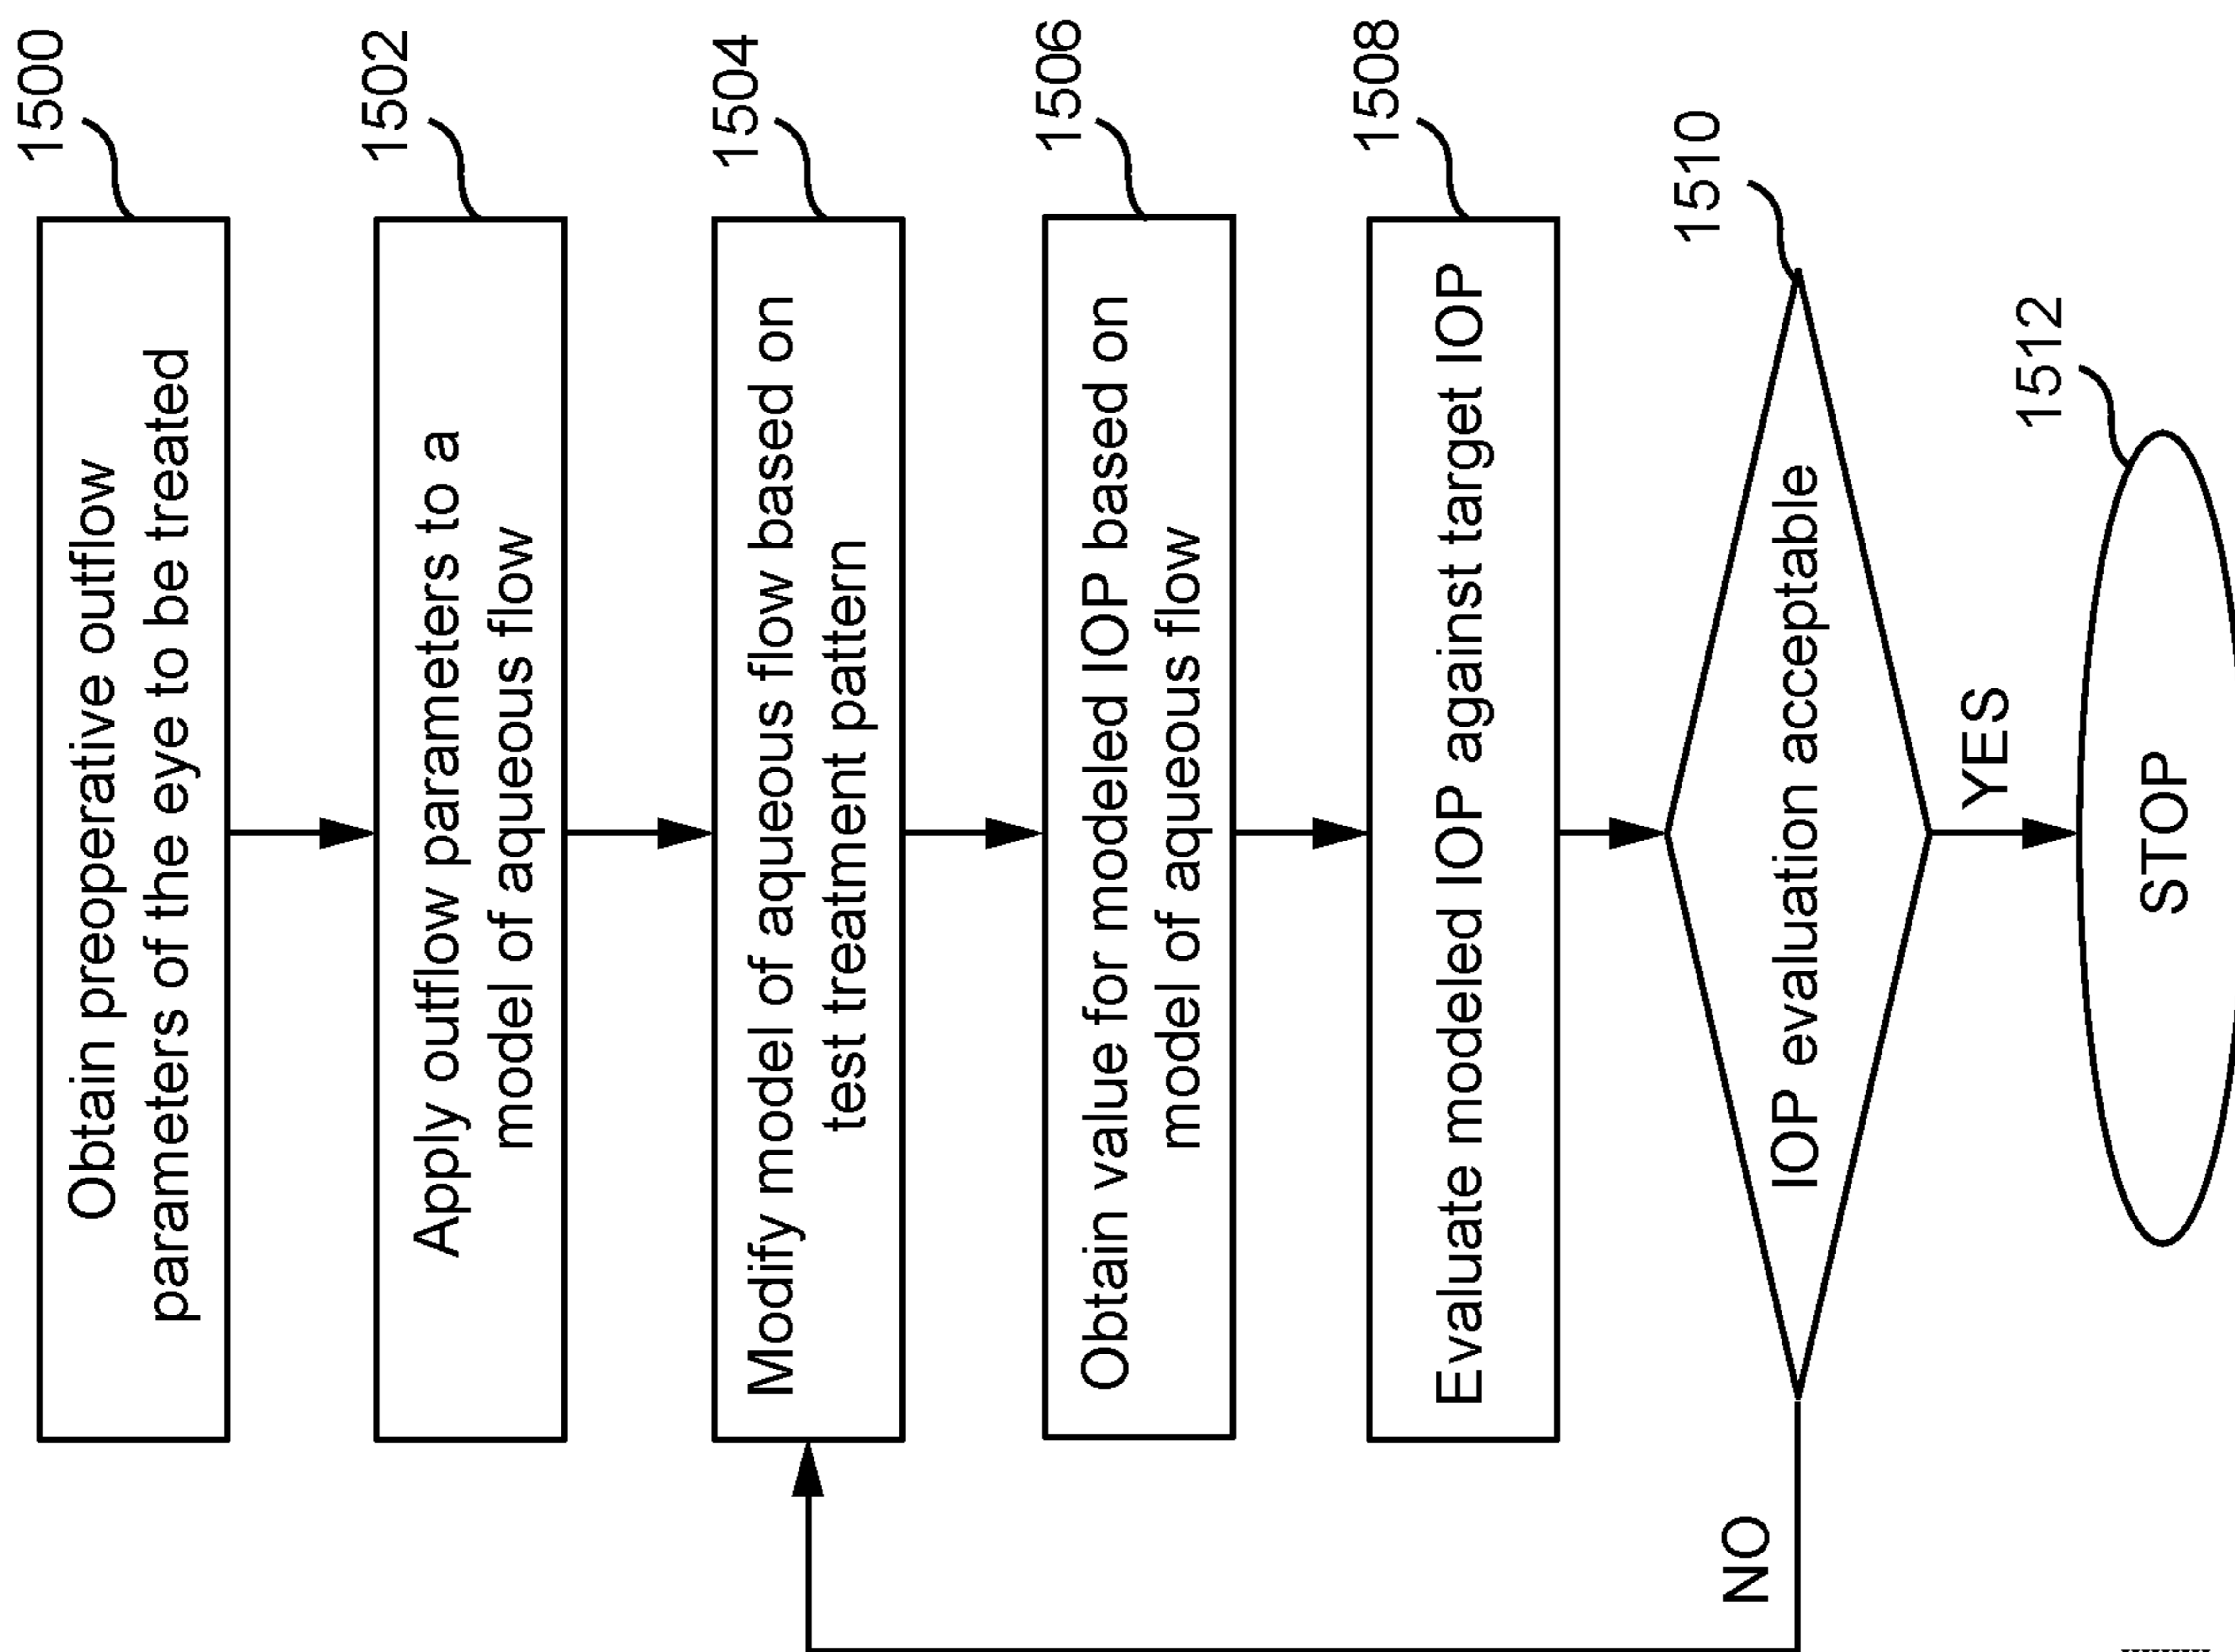 1500
Obtain preoperative outflow
parameters of the eye to be treated
1502
Apply outflow parameters to a
model of aqueous flow
1504
Modify model of aqueous flow based on
test treatment pattern
1506
Obtain value for modeled IOP based on
model of aqueous flow
1508
Evaluate modeled IOP against target IOP
1510
IOP evaluation acceptable
NO
YES
1512
STOP